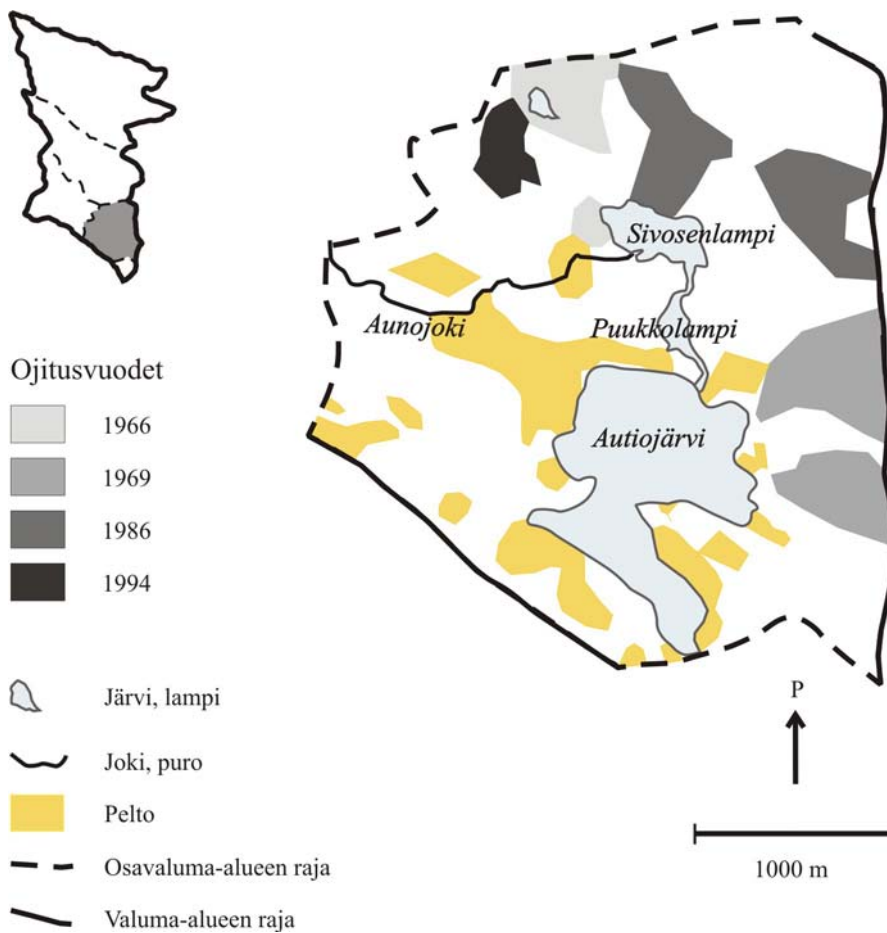 Sivosenlampi
Aunojoki
Puukkolampi
Autiojärvi
Ojitusvuodet
1966
1969
1986
1994
Järvi, lampi
Joki, puro
Pelto
Osavaluma-alueen raja
Valuma-alueen raja
P
1000 m